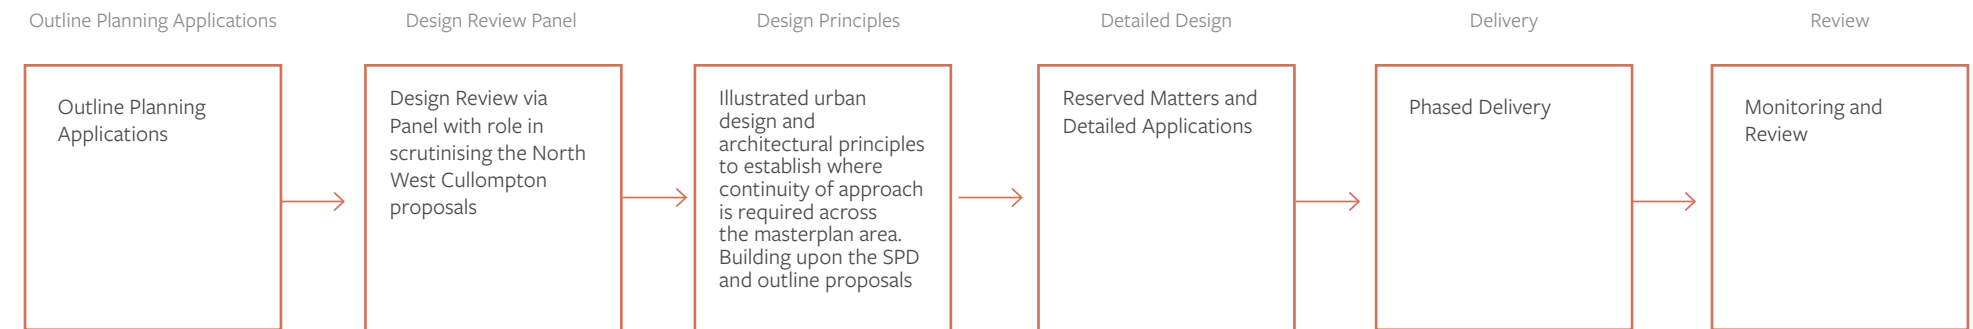 Outline Planning Applications
Design Review Panel
Design Principles
Detailed Design
Delivery
Review
Outline Planning
Applications
Design Review via
Panel with role in
scrutinising the North
West Cullompton
proposals
Illustrated urban
design and
architectural principles
to establish where
continuity of approach
is required across
the masterplan area.
Building upon the SPD
and outline proposals
Reserved Matters and
Detailed Applications
Phased Delivery
Monitoring and
Review